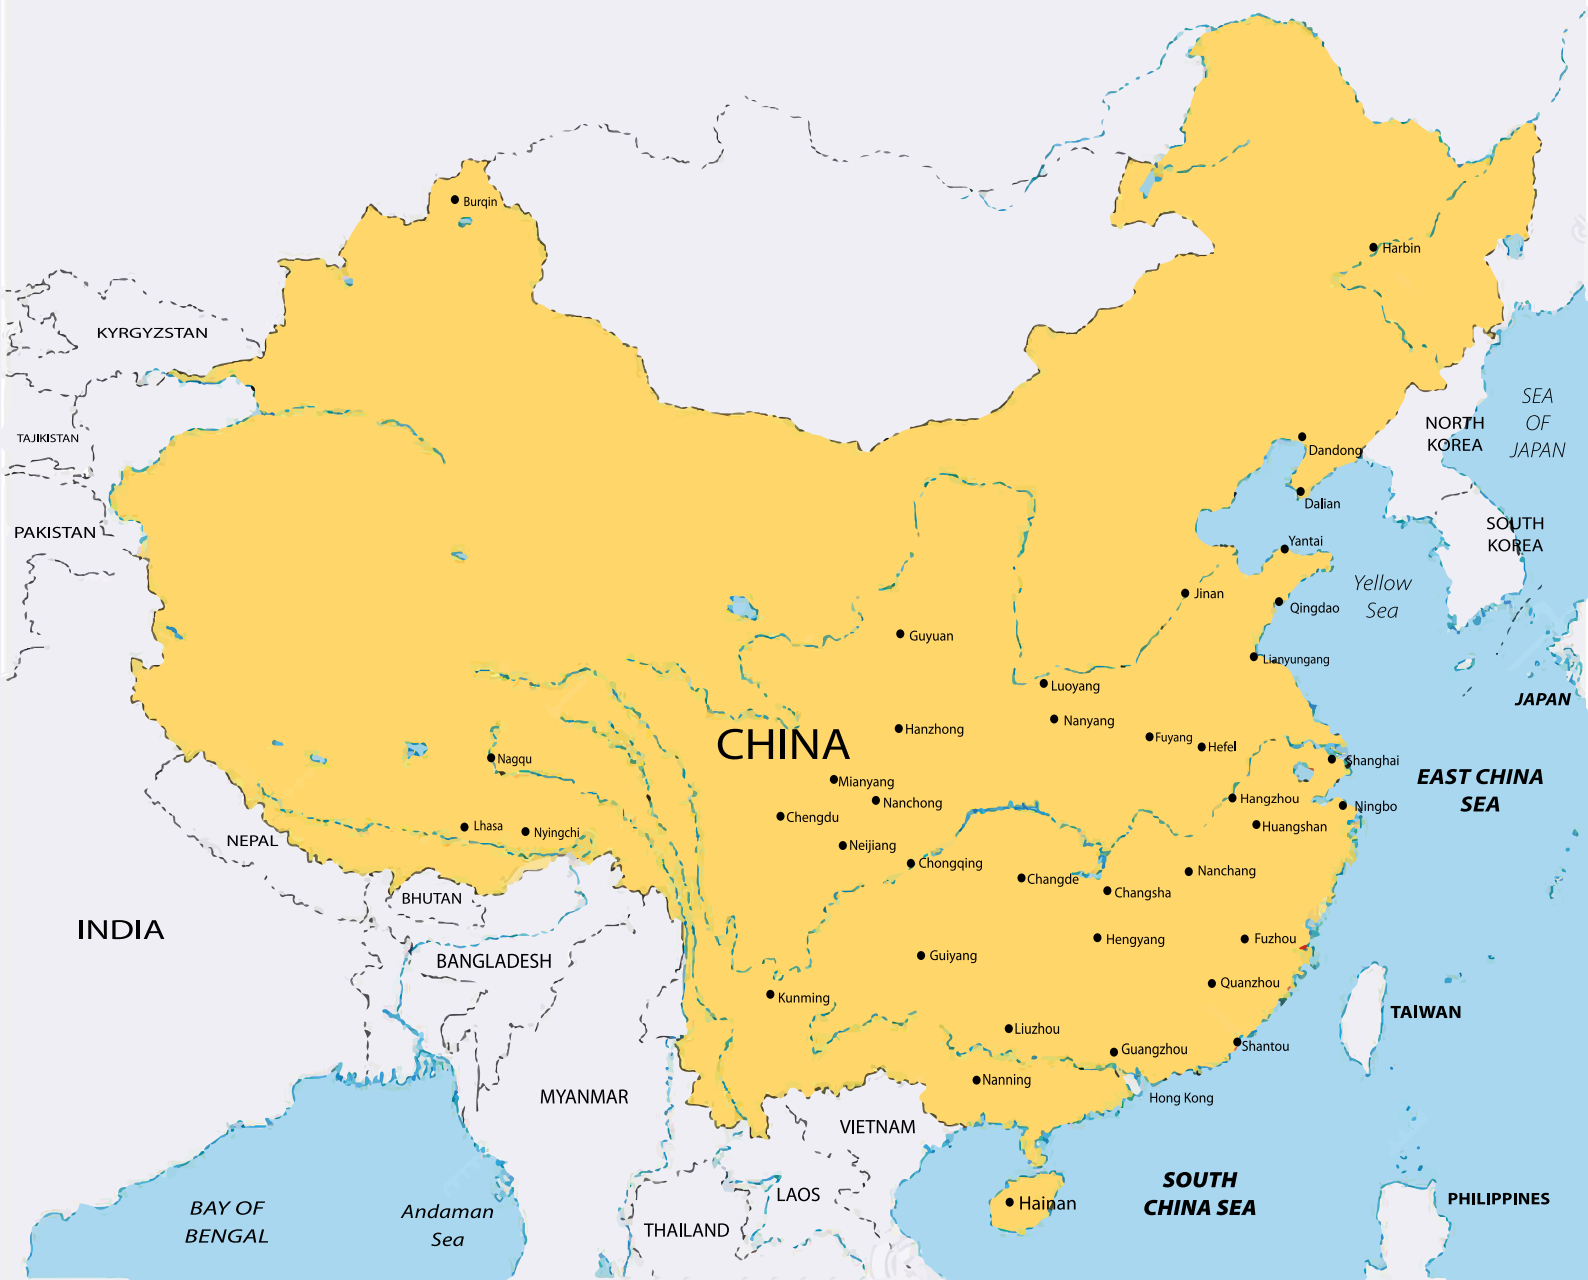 Burqin
Harbin
KYRGYZSTAN
TAJIKISTAN
PAKISTAN
SEA
OF
JAPAN
NORTH
KOREA
Dandong
Dalian
SOUTH
KOREA
Yantai
Yellow
Sea
Jinan
Qingdao
Guyuan
Lianyungang
Luoyang
JAPAN
Nanyang
Hanzhong
Fuyang
Hefel
CHINA
Nagqu
Shanghai
EAST CHINA
SEA
Mianyang
Nanchong
Hangzhou
Ningbo
Chengdu
Huangshan
Lhasa
Nyingchi
NEPAL
Neijiang
Chongqing
Changde
Nanchang
Changsha
BHUTAN
INDIA
Hengyang
Fuzhou
Guiyang
BANGLADESH
Quanzhou
Kunming
TAIWAN
Liuzhou
Shantou
Guangzhou
Nanning
MYANMAR
Hong Kong
VIETNAM
SOUTH
CHINA SEA
LAOS
PHILIPPINES
Hainan
BAY OF
BENGAL
Andaman
Sea
THAILAND